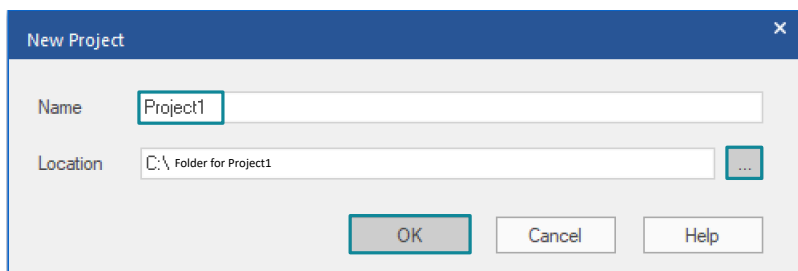 New Project ×
Name Project1
Location C:\ Folder for Project1 ...
OK Cancel Help